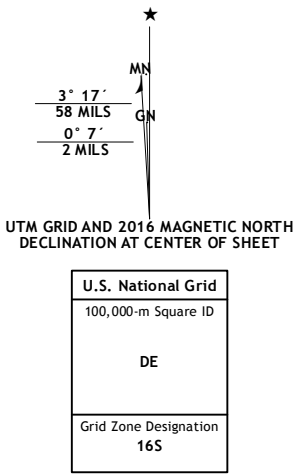 ★
MN
3° 17´
58 MILS
GN
0° 7´
2 MILS
UTM GRID AND 2016 MAGNETIC NORTH
DECLINATION AT CENTER OF SHEET
U.S. National Grid
100,000-m Square ID
DE
Grid Zone Designation
16S